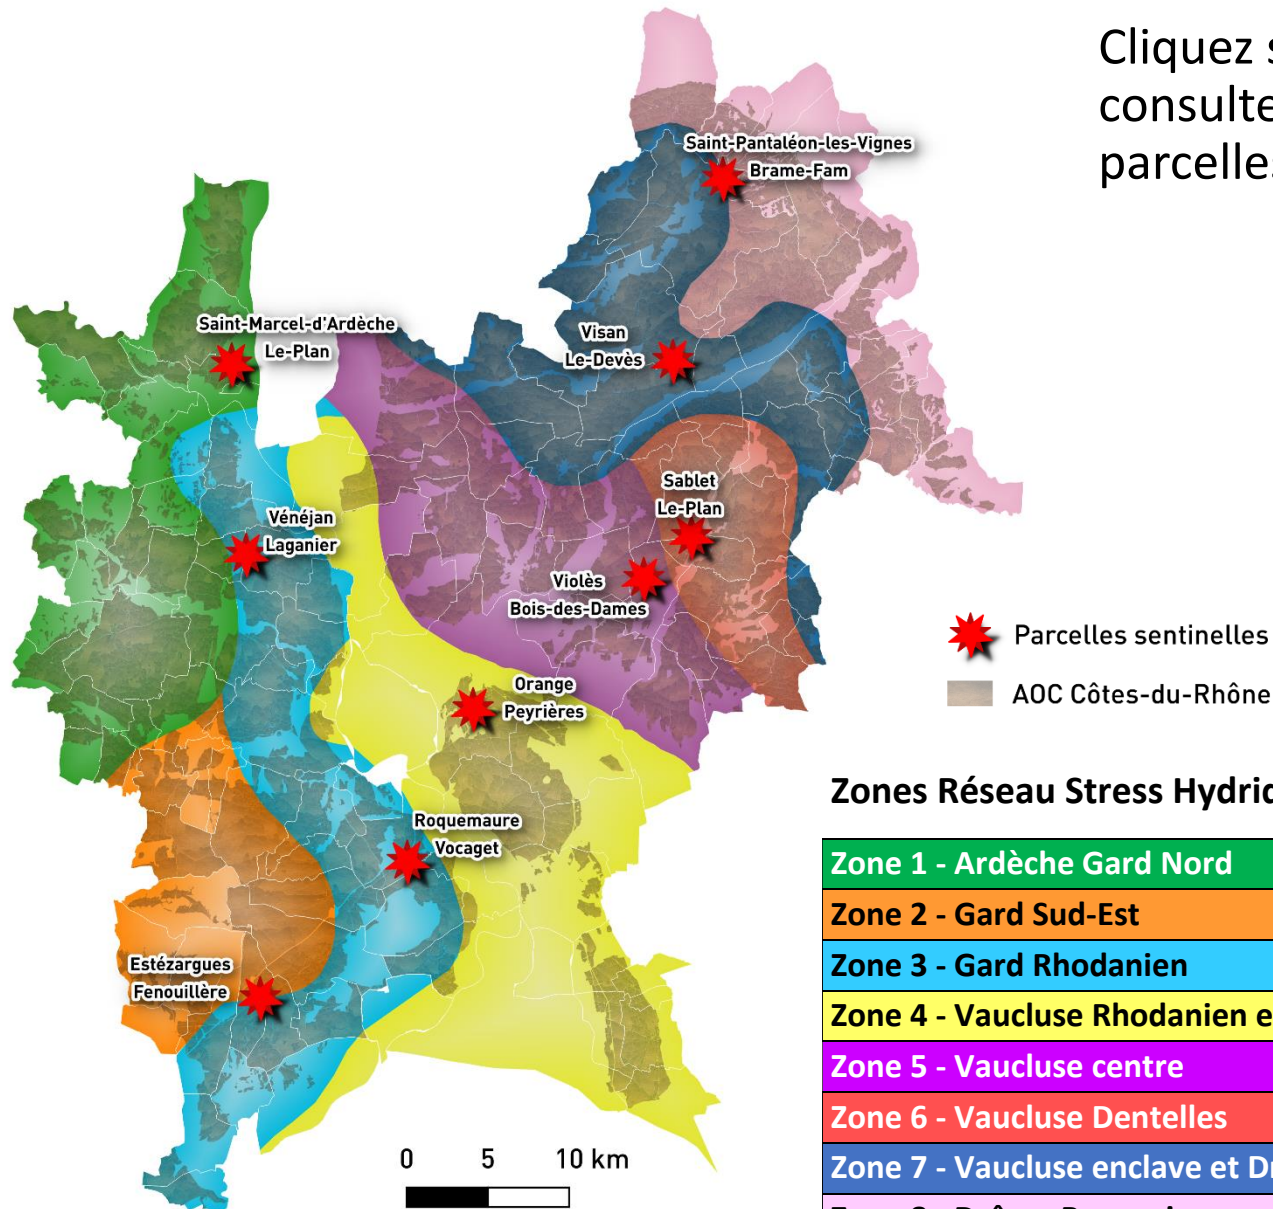 Cliquez s
consulte
parcelles
Saint-Pantaléon-les-Vignes
Brame-Fam
Saint-Marcel-d'Ardèche
Le-Plan
Visan
Le-Devès
Sablet
Le-Plan
Vénéjan
Laganier
Violès
Bois-des-Dames
Orange
Peyrières
Roquemaure
Vocaget
Estézargues
Fenouillère
0 5 10 km
Parcelles sentinelles
AOC Côtes-du-Rhône
Zones Réseau Stress Hydri
Zone 1 - Ardèche Gard Nord
Zone 2 - Gard Sud-Est
Zone 3 - Gard Rhodanien
Zone 4 - Vaucluse Rhodanien e
Zone 5 - Vaucluse centre
Zone 6 - Vaucluse Dentelles
Zone 7 - Vaucluse enclave et Dr